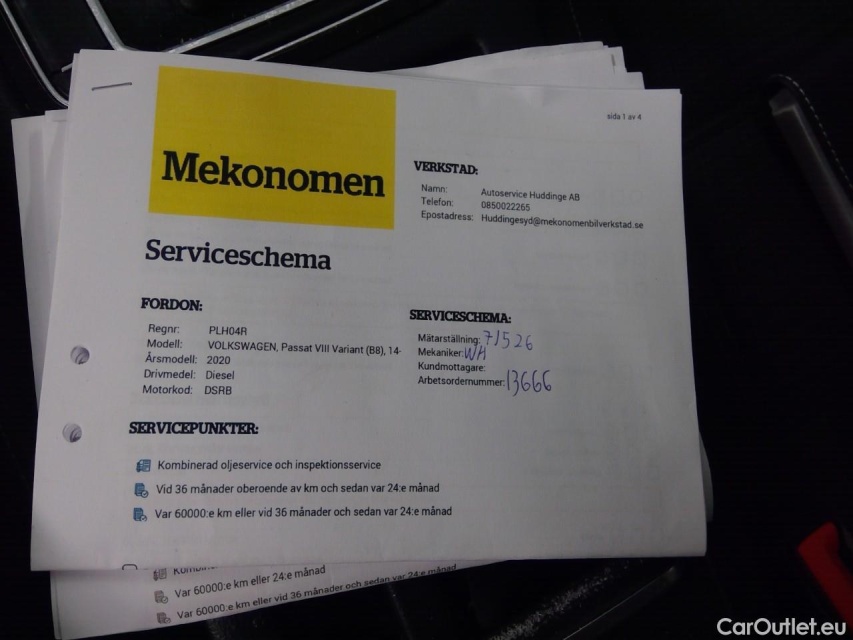 sida 1 av 4
Mekonomen
VERKSTAD:
Namn: Autoservice Huddinge AB
Telefon: 0850022265
Epostadress: Huddingesyd@mekonomenbilverkstad.se
Serviceschema
FORDON:
Regnr: PLH04R
Modell: VOLKSWAGEN, Passat VIII Variant (B8), 14-
Årsmodell: 2020
Drivmedel: Diesel
Motorkod: DSRB
SERVICESCHEMA:
Mätarställning: 71526
Mekaniker: WH
Kundmottagare:
Arbetsordernummer: 13666
SERVICEPUNKTER:
Kombinerad oljeservice och inspektionsservice
Vid 36 månader oberoende av km och sedan var 24:e månad
Var 60000:e km eller vid 36 månader och sedan var 24:e månad
Var 60000:e km eller 24:e månad
Var 60000:e km eller vid 36 månader och sedan var 24:e månad
CarOutlet.eu